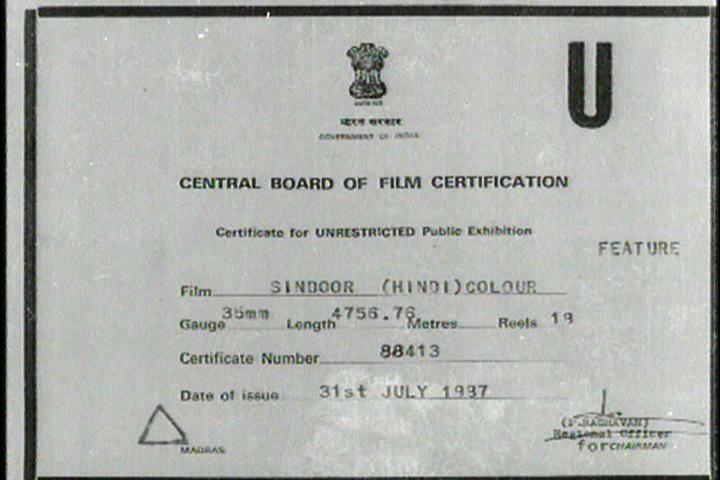 U
भारत सरकार
GOVERNMENT OF INDIA
CENTRAL BOARD OF FILM CERTIFICATION
Certificate for UNRESTRICTED Public Exhibition
FEATURE
Film SINDOOR (HINDI) COLOUR
Gauge 35mm Length 4756.76 Metres Reels 18
Certificate Number 88413
Date of issue 31st JULY 1987
(P.RAGHAVAN)
Regional Officer
for CHAIRMAN
MADRAS